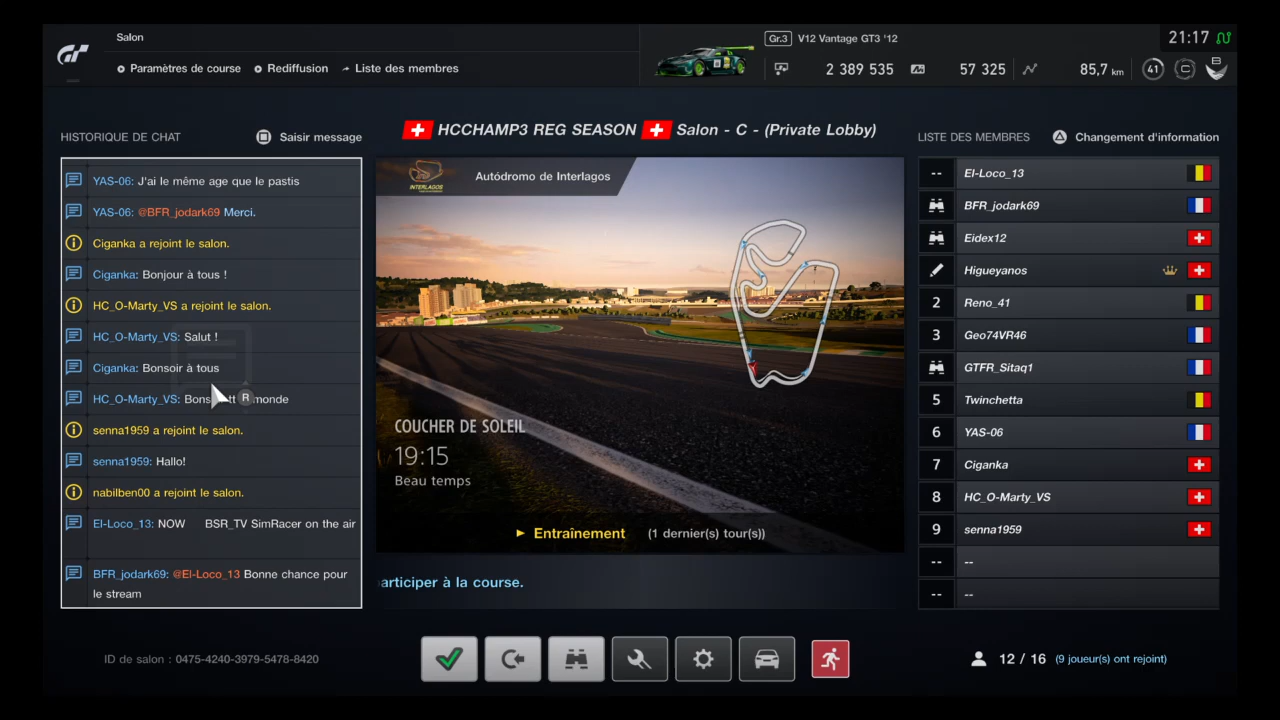 Salon
Paramètres de course
Rediffusion
Liste des membres
Gr.3
V12 Vantage GT3 '12
21:17
2 389 535
57 325
85,7 km
41
B
HISTORIQUE DE CHAT
Saisir message
HCCHAMP3 REG SEASON
Salon - C - (Private Lobby)
LISTE DES MEMBRES
Changement d'information
YAS-06: J'ai le même age que le pastis
YAS-06: @BFR_jodark69 Merci.
Ciganka a rejoint le salon.
Ciganka: Bonjour à tous !
HC_O-Marty_VS a rejoint le salon.
HC_O-Marty_VS: Salut !
Ciganka: Bonsoir à tous
HC_O-Marty_VS: monde
R
senna1959 a rejoint le salon.
senna1959: Hallo!
nabilben00 a rejoint le salon.
El-Loco_13: NOW BSR_TV SimRacer on the air
BFR_jodark69: @El-Loco_13 Bonne chance pour
le stream
INTERLAGOS
Autódromo de Interlagos
COUCHER DE SOLEIL
19:15
Beau temps
Entraînement (1 dernier(s) tour(s))
articiper à la course.
-- El-Loco_13
BFR_jodark69
Eidex12
Higueyanos
2 Reno_41
3 Geo74VR46
GTFR_Sitaq1
5 Twinchetta
6 YAS-06
7 Ciganka
8 HC_O-Marty_VS
9 senna1959
-- --
-- --
ID de salon : 0475-4240-3979-5478-8420
12 / 16 (9 joueur(s) ont rejoint)